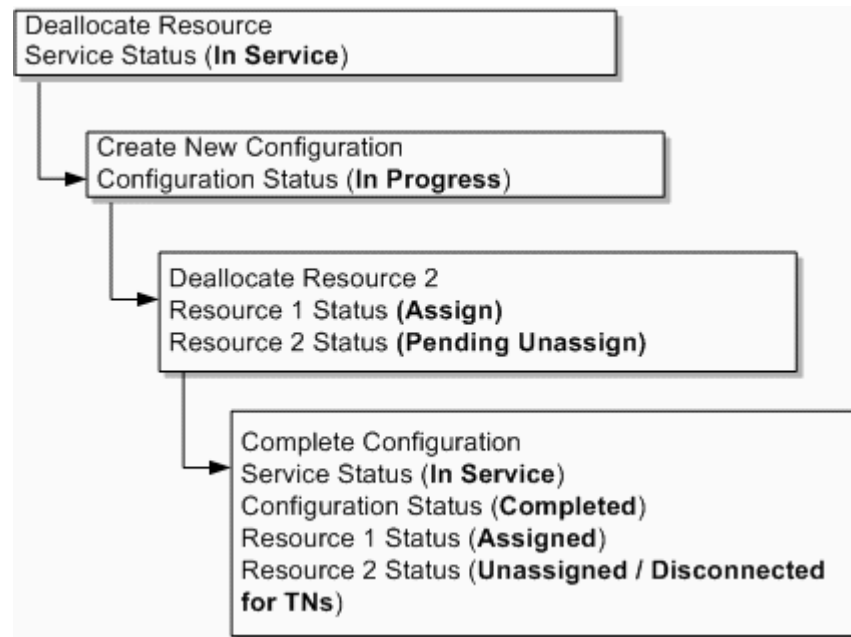 Deallocate Resource
Service Status (In Service)
Create New Configuration
Configuration Status (In Progress)
Deallocate Resource 2
Resource 1 Status (Assign)
Resource 2 Status (Pending Unassign)
Complete Configuration
Service Status (In Service)
Configuration Status (Completed)
Resource 1 Status (Assigned)
Resource 2 Status (Unassigned / Disconnected
for TNs)